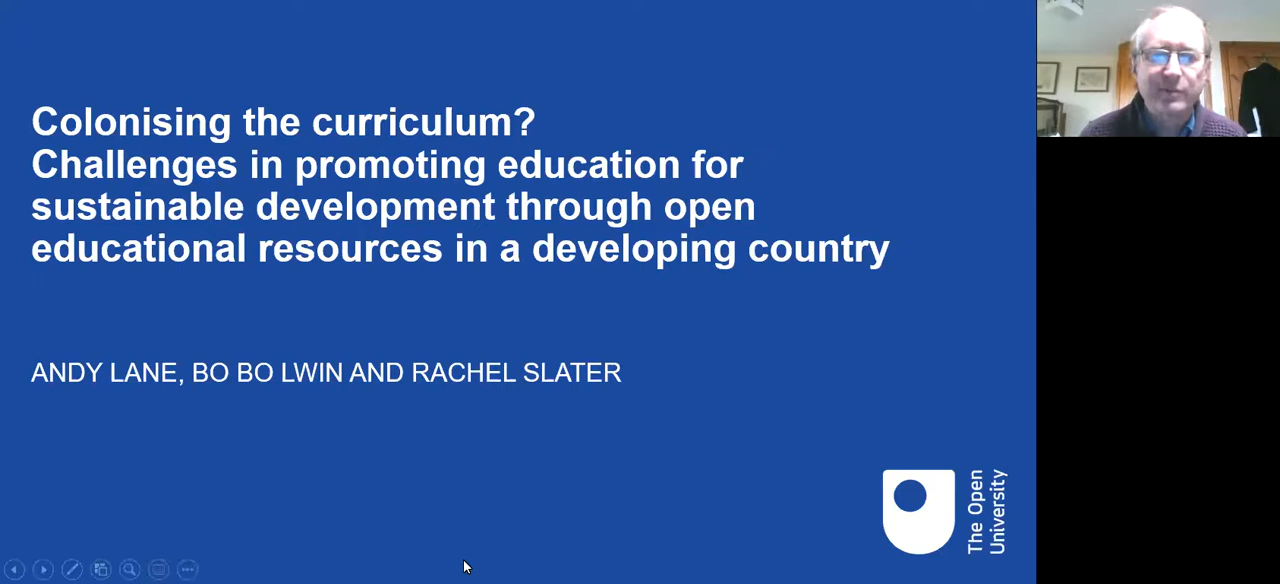 Colonising the curriculum?
Challenges in promoting education for
sustainable development through open
educational resources in a developing country
ANDY LANE, BO BO LWIN AND RACHEL SLATER
The Open
University